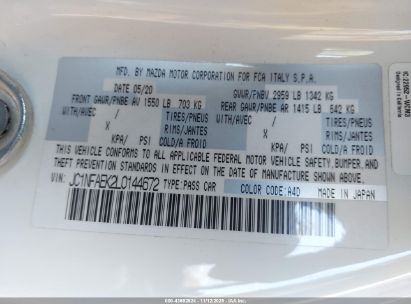 MFD. BY MAZDA MOTOR CORPORATION FOR FCA ITALY S.P.A.
DATE 05/20 GVWR/PNBV 2959 LB 1342 KG
FRONT GAWR/PNBE AV 1550 LB 703 KG REAR GAWR/PNBE AR 1415 LB 642 KG
WITH/AVEC / TIRES/PNEUS WITH/AVEC / TIRES/PNEUS
X RIMS/JANTES X RIMS/JANTES
KPA/ PSI COLD/A FROID KPA/ PSI COLD/A FROID
THIS VEHICLE CONFORMS TO ALL APPLICABLE FEDERAL MOTOR VEHICLE SAFETY, BUMPER, AND
THEFT PREVENTION STANDARDS IN EFFECT ON THE DATE OF MANUFACTURE SHOWN ABOVE.
VIN: JC1NFAEK2L0144672 TYPE: PASS CAR COLOR CODE: A4D MADE IN JAPAN